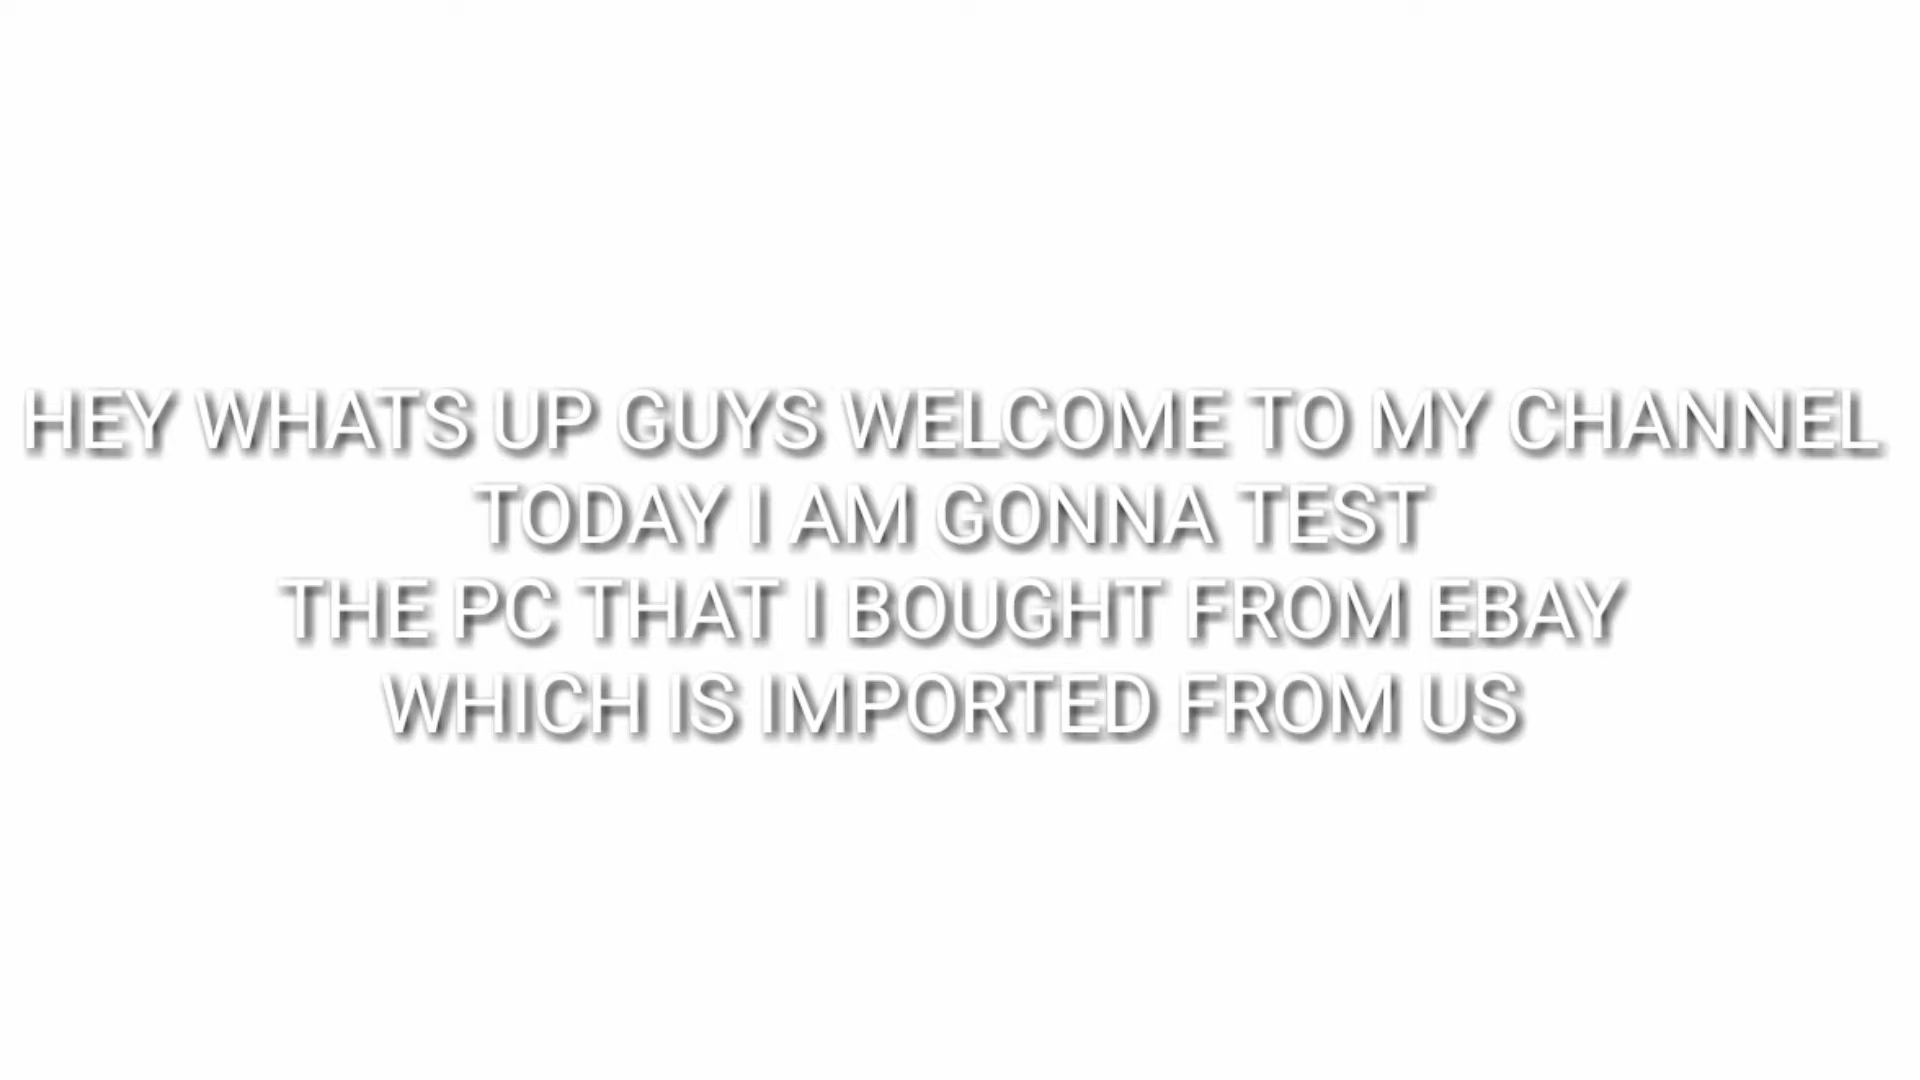 HEY WHATS UP GUYS WELCOME TO MY CHANNEL
TODAY I AM GONNA TEST
THE PC THAT I BOUGHT FROM EBAY
WHICH IS IMPORTED FROM US